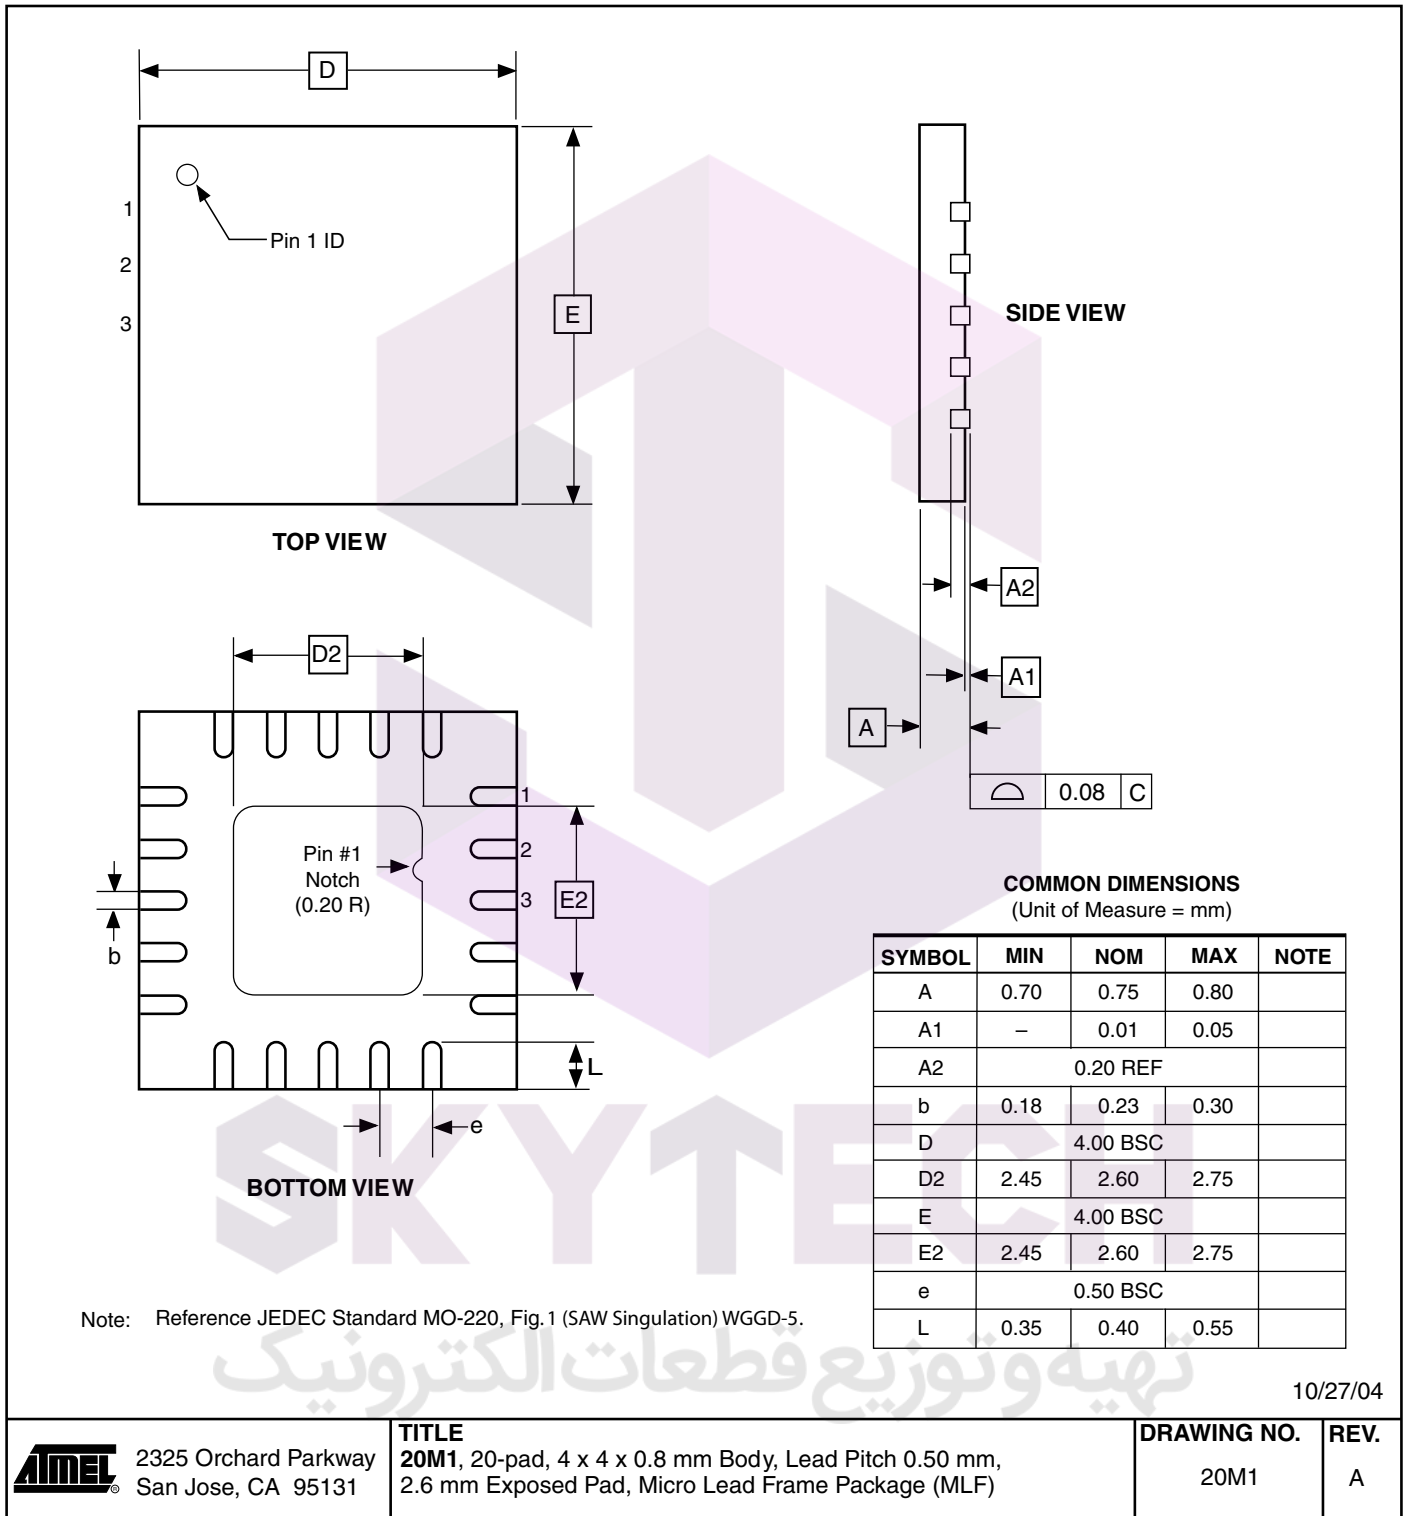 D
1
2
3
Pin 1 ID
E
TOP VIEW
SIDE VIEW
A2
A1
A
0.08 C
D2
1
2
3
Pin #1
Notch
(0.20 R)
E2
b
L
e
BOTTOM VIEW
COMMON DIMENSIONS
(Unit of Measure = mm)
SYMBOL MIN NOM MAX NOTE
A 0.70 0.75 0.80
A1 – 0.01 0.05
A2 0.20 REF
b 0.18 0.23 0.30
D 4.00 BSC
D2 2.45 2.60 2.75
E 4.00 BSC
E2 2.45 2.60 2.75
e 0.50 BSC
L 0.35 0.40 0.55
SKYTECH
Note: Reference JEDEC Standard MO-220, Fig. 1 (SAW Singulation) WGGD-5.
تهیه و توزیع قطعات الکترونیک
10/27/04
ATMEL ®
2325 Orchard Parkway
San Jose, CA 95131
TITLE
20M1, 20-pad, 4 x 4 x 0.8 mm Body, Lead Pitch 0.50 mm,
2.6 mm Exposed Pad, Micro Lead Frame Package (MLF)
DRAWING NO.
20M1
REV.
A